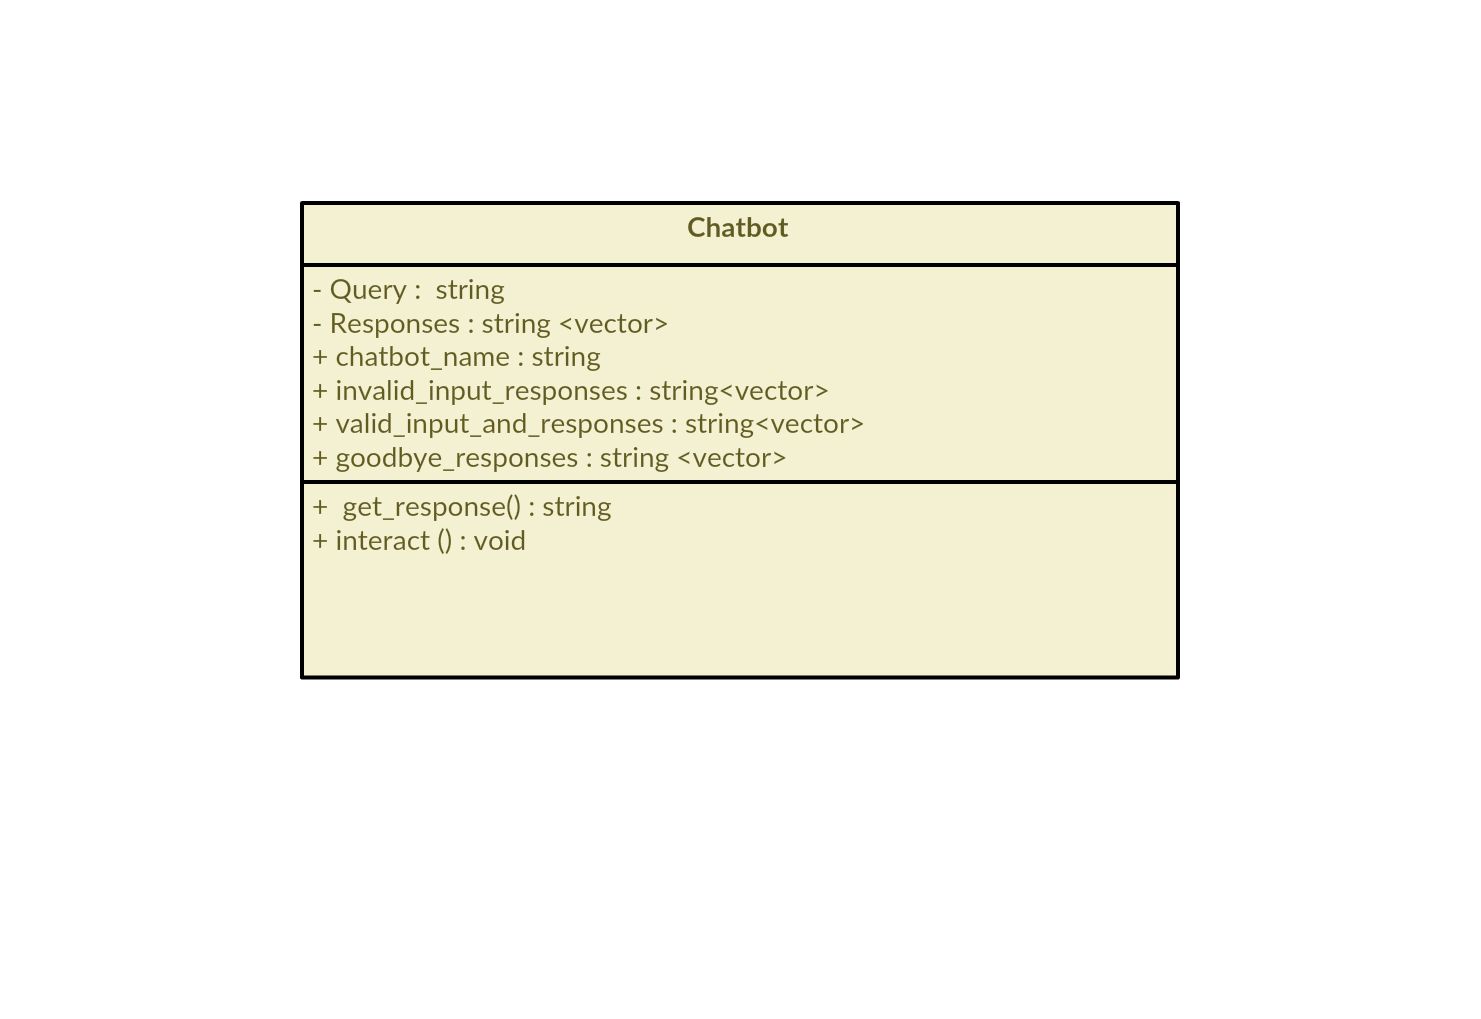 Chatbot
- Query :  string
- Responses : string <vector>
+ chatbot_name : string
+ invalid_input_responses : string<vector>
+ valid_input_and_responses : string<vector>
+ goodbye_responses : string <vector>
+  get_response() : string
+ interact () : void